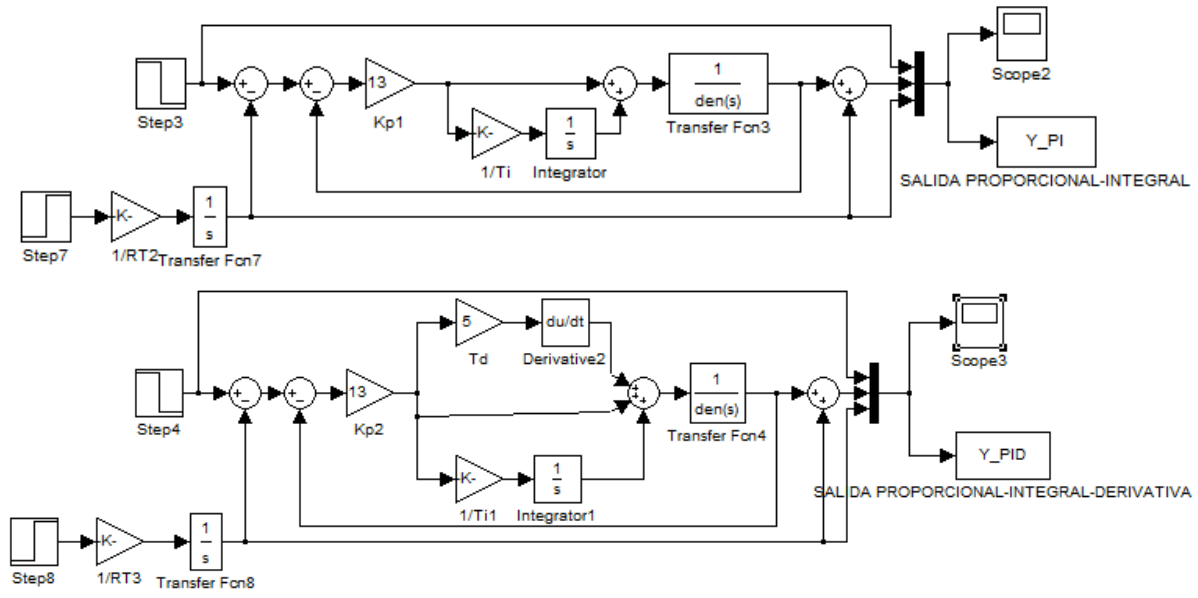 Step3
13
Kp1
K-
1/Ti
1
s
Integrator
1
den(s)
Transfer Fcn3
Scope2
Y_PI
SALIDA PROPORCIONAL-INTEGRAL
Step7
K-
1/RT2
1
s
Transfer Fcn7
Step4
13
Kp2
5
Td
du/dt
Derivative2
K-
1/Ti1
1
s
Integrator1
1
den(s)
Transfer Fcn4
Scope3
Y_PID
SALIDA PROPORCIONAL-INTEGRAL-DERIVATIVA
Step8
K-
1/RT3
1
s
Transfer Fcn8